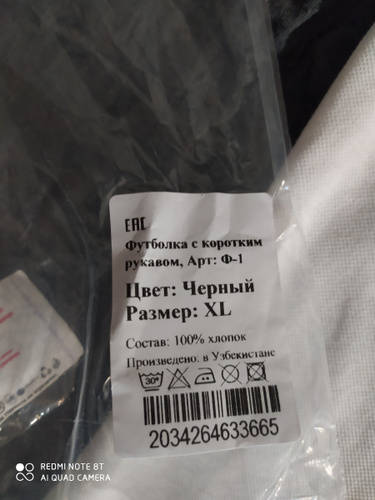 EAC
Футболка с коротким
рукавом, Арт: Ф-1
Цвет: Черный
Размер: XL
Состав: 100% хлопок
Произведено: в Узбекистане
30°
2034264633665
REDMI NOTE 8T
AI QUAD CAMERA